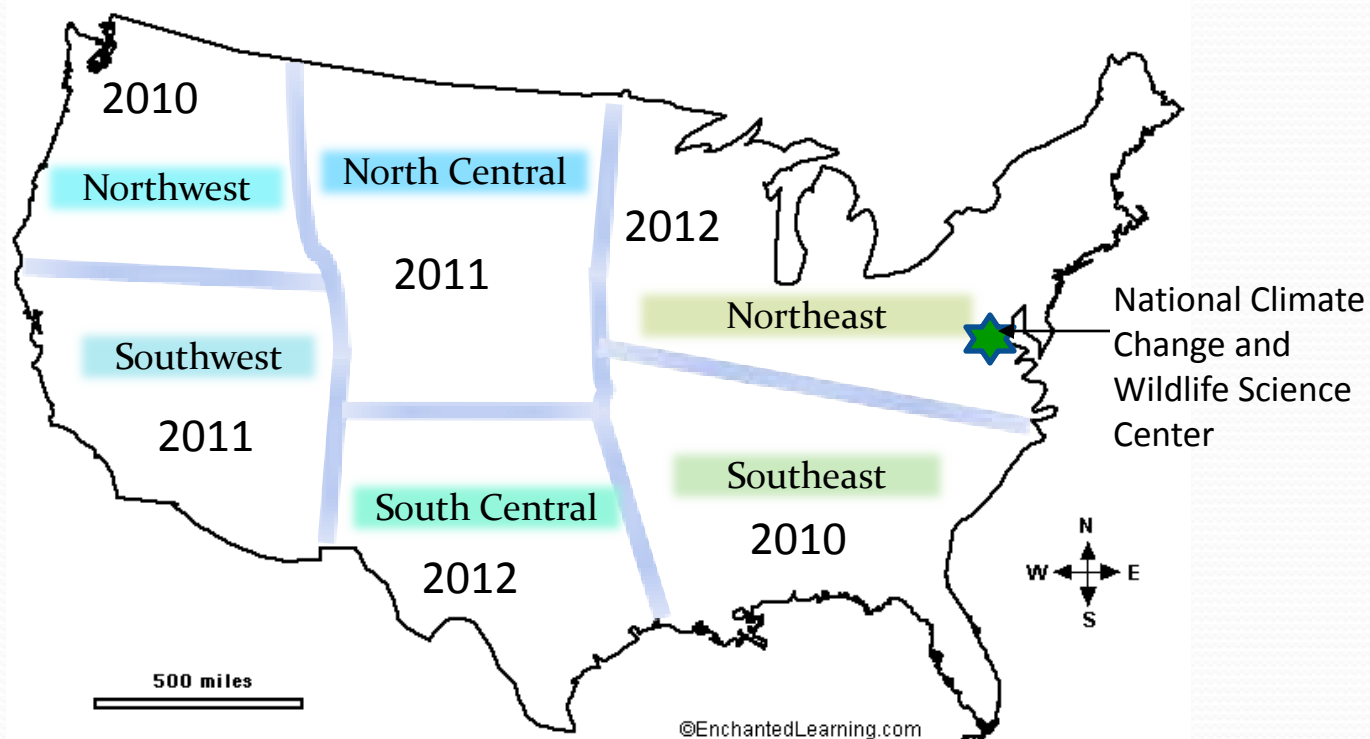 2010
Northwest
North Central
2011
2012
Northeast
Southwest
2011
National Climate
Change and
Wildlife Science
Center
South Central
2012
Southeast
2010
N
W E
S
500 miles
©EnchantedLearning.com